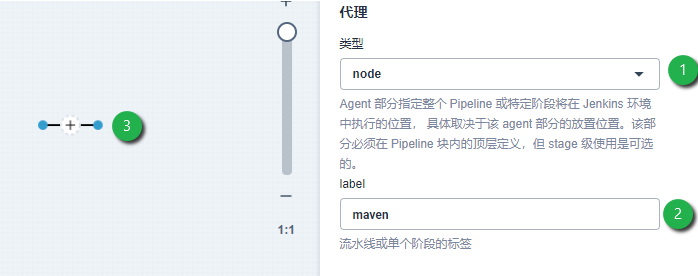 代理
类型
node
1
Agent 部分指定整个 Pipeline 或特定阶段将在 Jenkins 环境
中执行的位置， 具体取决于该 agent 部分的放置位置。该部
分必须在 Pipeline 块内的顶层定义，但 stage 级使用是可选
的。
label
maven
2
流水线或单个阶段的标签
+
+
3
−
1:1